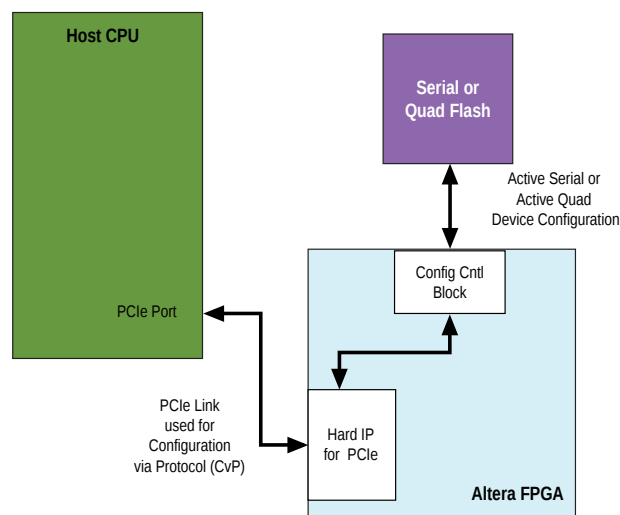 Host CPU
Serial or
Quad Flash
Active Serial or
Active Quad
Device Configuration
Config Cntl
Block
PCIe Port
PCIe Link
used for
Configuration
via Protocol (CvP)
Hard IP
for PCIe
Altera FPGA